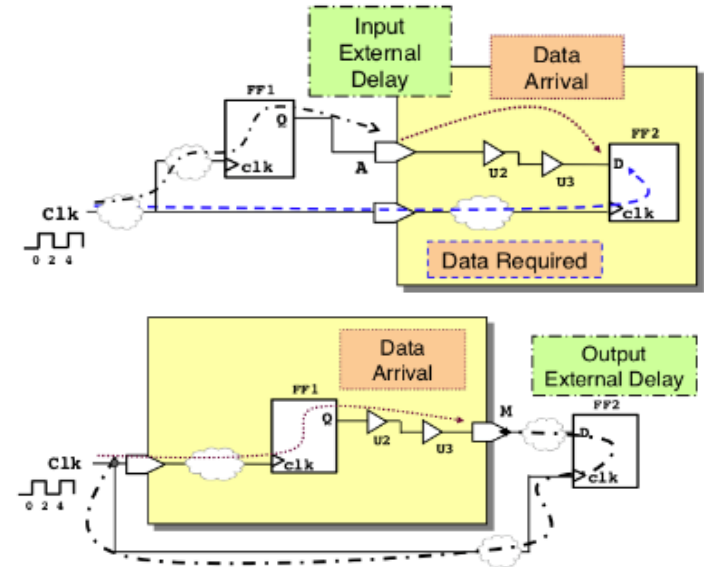 Input
External
Delay
Data
Arrival
FF1
Q
clk
FF2
D
clk
A
U2
U3
Clk
0 2 4
Data Required
Data
Arrival
Output
External Delay
FF1
Q
clk
U2
U3
M
FF2
D
clk
Clk
0 2 4